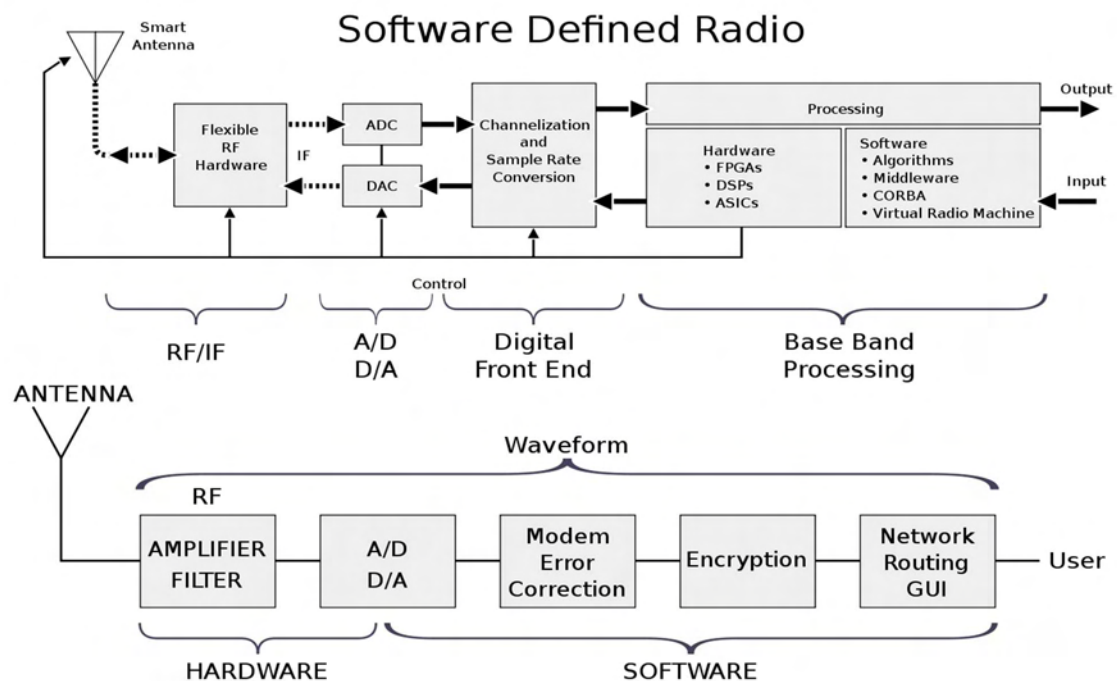 Software Defined Radio
Smart
Antenna
Flexible
RF
Hardware
IF
ADC
DAC
Channelization
and
Sample Rate
Conversion
Processing
Hardware
• FPGAs
• DSPs
• ASICs
Software
• Algorithms
• Middleware
• CORBA
• Virtual Radio Machine
Output
Input
Control
RF/IF
A/D
D/A
Digital
Front End
Base Band
Processing
ANTENNA
Waveform
RF
AMPLIFIER
FILTER
A/D
D/A
Modem
Error
Correction
Encryption
Network
Routing
GUI
User
HARDWARE
SOFTWARE